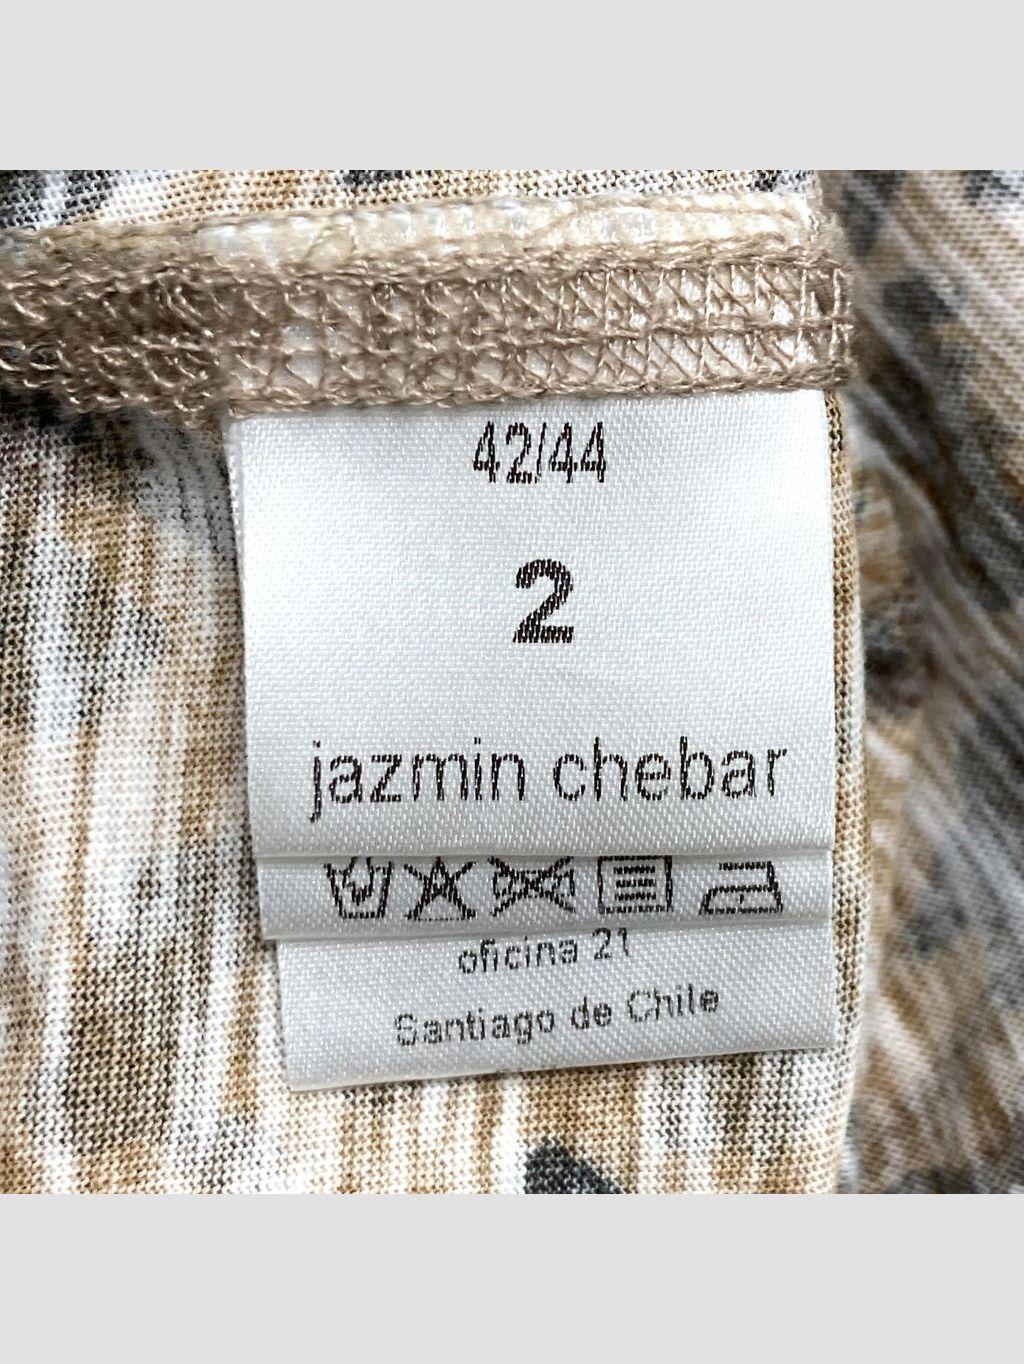 42/44
2
jazmin chebar
oficina 21
Santiago de Chile